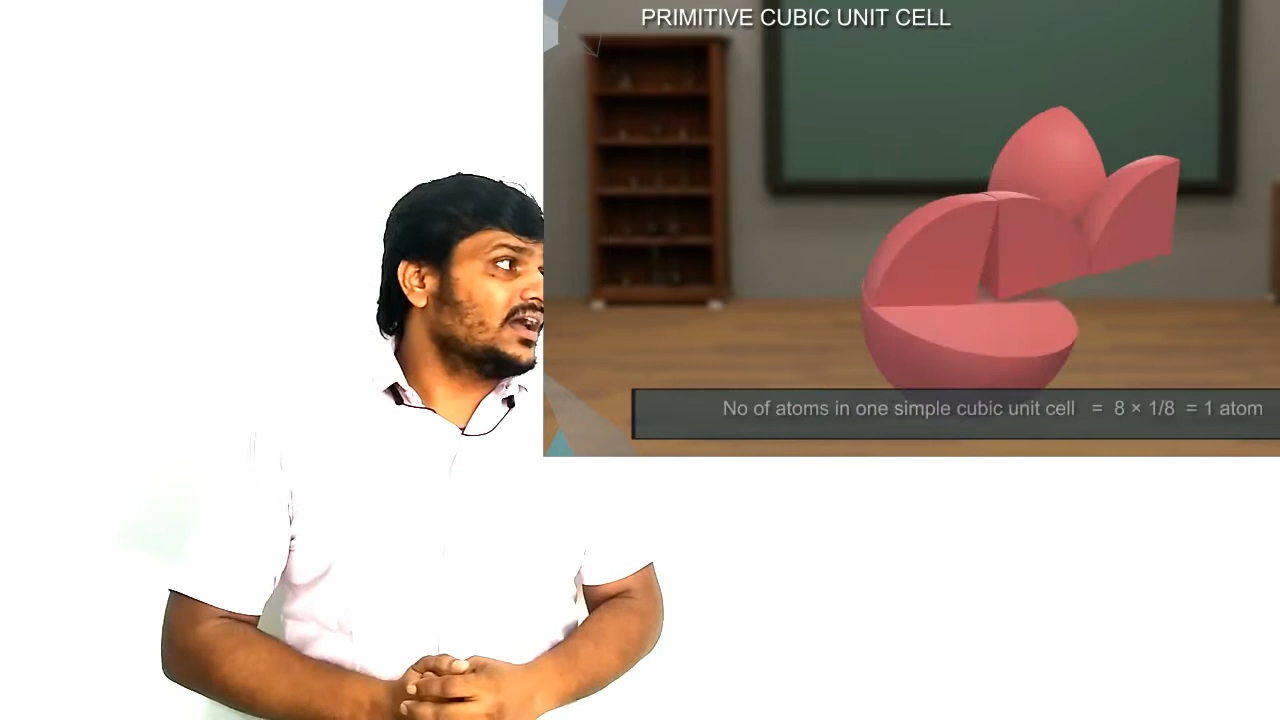 PRIMITIVE CUBIC UNIT CELL
No of atoms in one simple cubic unit cell = 8 × 1/8 = 1 atom